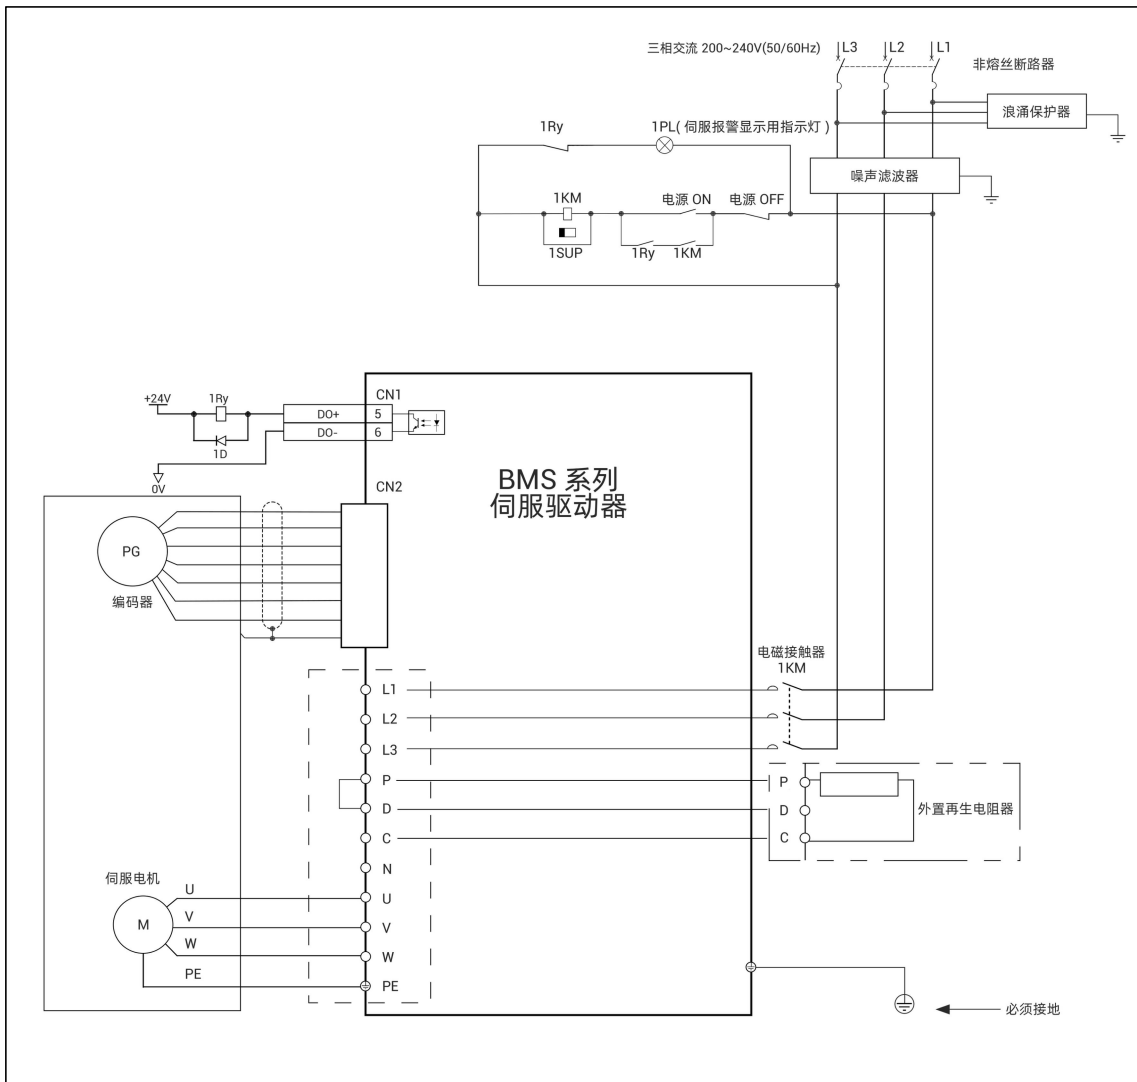 三相交流 200~240V(50/60Hz)
L3
L2
L1
非熔丝断路器
浪涌保护器
1Ry
1PL( 伺服报警显示用指示灯 )
噪声滤波器
1KM
电源 ON
电源 OFF
1SUP
1Ry
1KM
+24V
1Ry
CN1
DO+
5
DO-
6
1D
0V
CN2
BMS 系列
伺服驱动器
PG
编码器
电磁接触器
1KM
L1
L2
L3
P
D
C
N
U
V
W
PE
P
D
C
外置再生电阻器
伺服电机
M
U
V
W
PE
必须接地